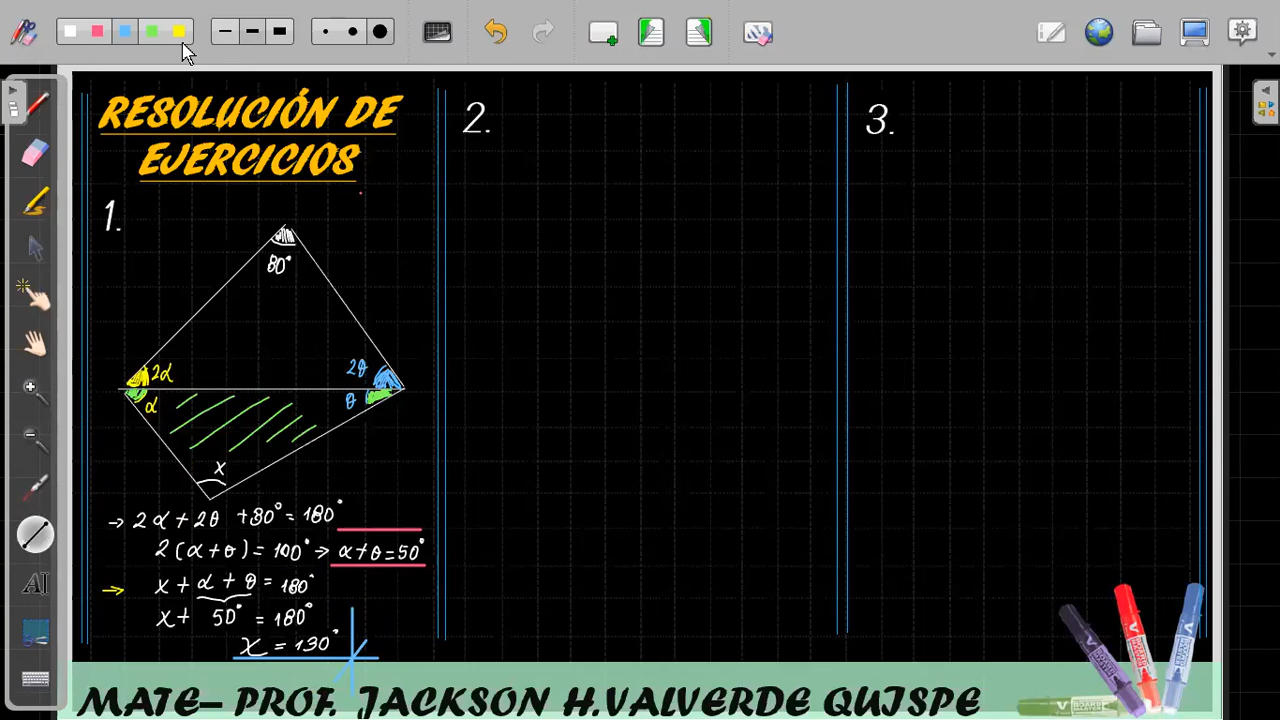 RESOLUCIÓN DE
EJERCICIOS
1.
80°
2α
α
2θ
θ
x
→ 2α+2θ +80°=180°
2(α+θ)=100° → α+θ=50°
→ x+α+θ=180°
x+ 50°=180°
x=130°
2.
3.
MATE– PROF. JACKSON H.VALVERDE QUISPE